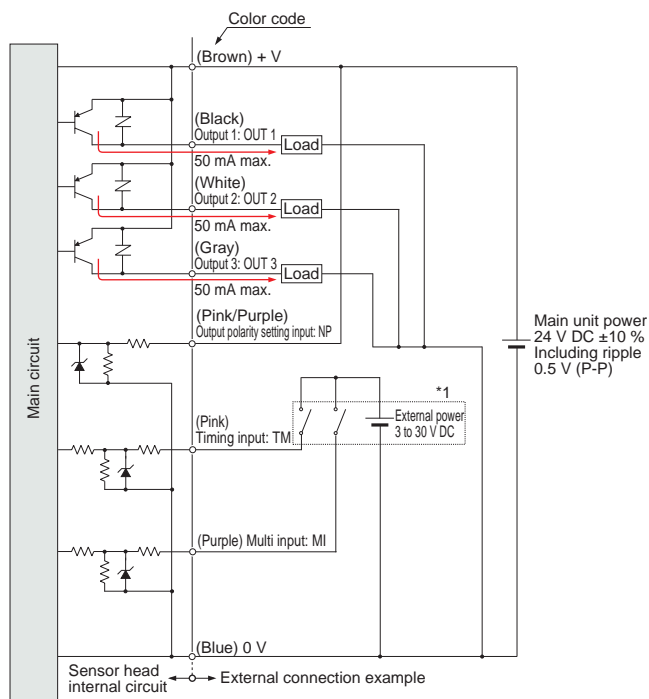 Color code
(Brown) + V
(Black)
Output 1: OUT 1
Load
50 mA max.
(White)
Output 2: OUT 2
Load
50 mA max.
(Gray)
Output 3: OUT 3
Load
50 mA max.
(Pink/Purple)
Output polarity setting input: NP
Main unit power
24 V DC ±10 %
Including ripple
0.5 V (P-P)
Main circuit
*1
External power
3 to 30 V DC
(Pink)
Timing input: TM
(Purple) Multi input: MI
(Blue) 0 V
Sensor head
internal circuit
External connection example